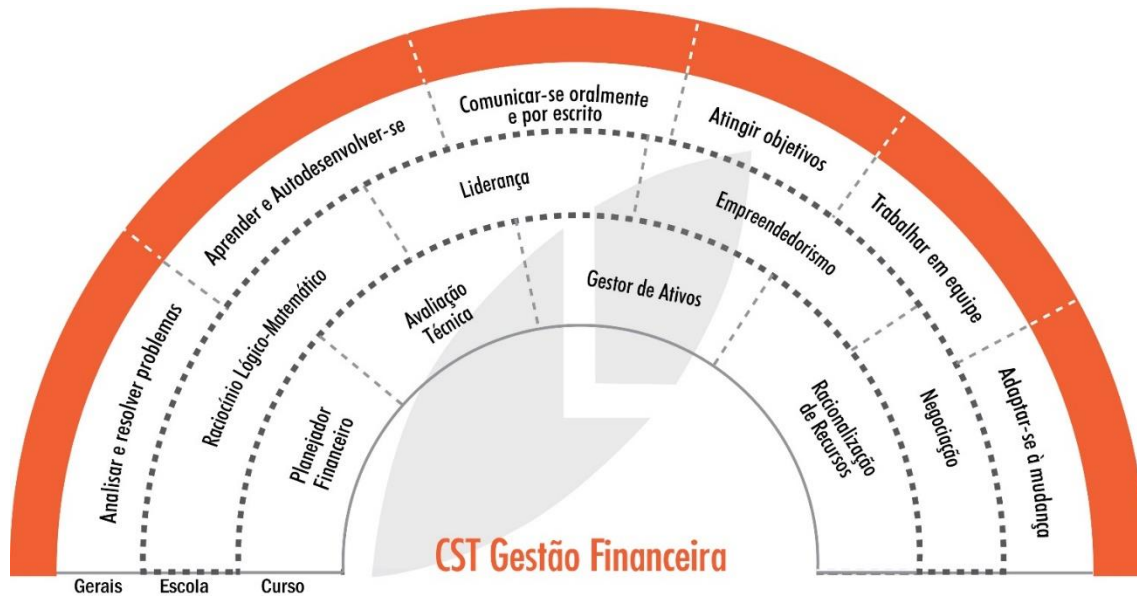 Analisar e resolver problemas
Aprender e Autodesenvolver-se
Comunicar-se oralmente
e por escrito
Atingir objetivos
Trabalhar em equipe
Adaptar-se à mudança
Raciocínio Lógico-Matemático
Liderança
Empreendedorismo
Negociação
Planejador
Financeiro
Avaliação
Técnica
Gestor de Ativos
Racionalização
de Recursos
CST Gestão Financeira
Gerais
Escola
Curso